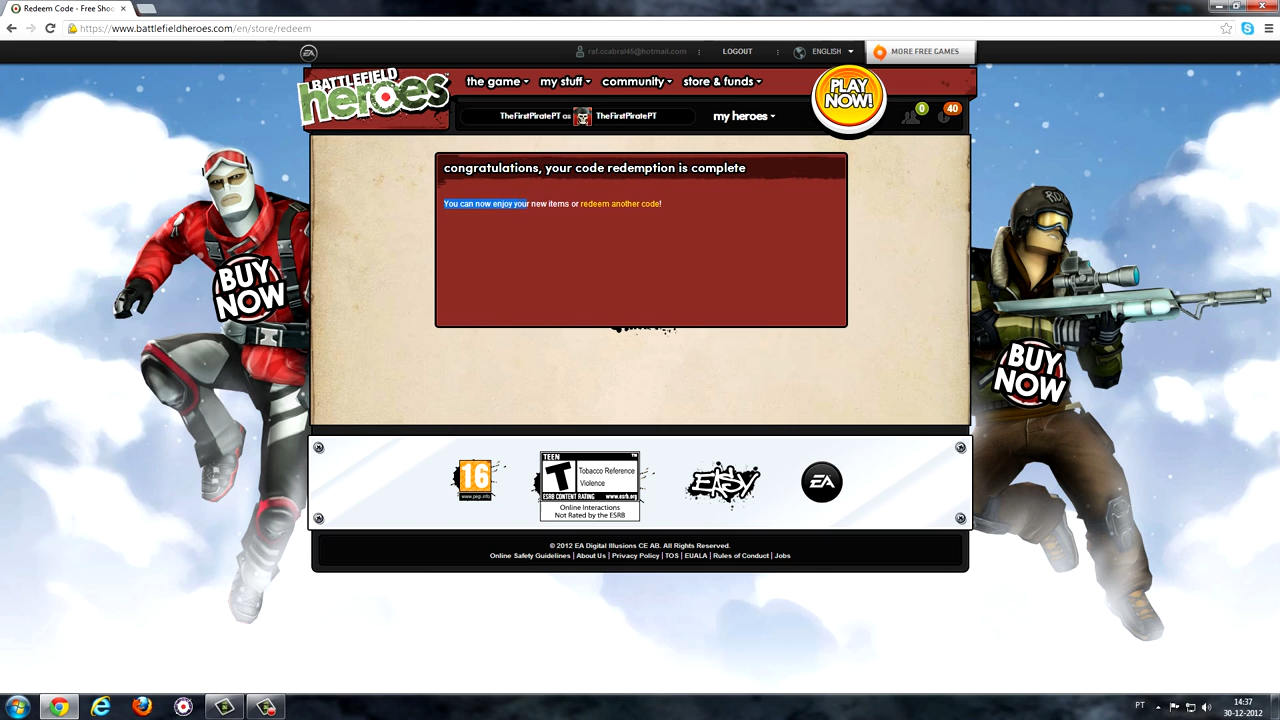 Redeem Code - Free Shoo
https://www.battlefieldheroes.com/en/store/redeem
EA
raf.ccabral45@hotmail.com : LOGOUT : ENGLISH
MORE FREE GAMES
BATTLEFIELD
heroes
the game my stuff community store & funds
PLAY
NOW!
TheFirstPiratePT as TheFirstPiratePT
my heroes
0
40
congratulations, your code redemption is complete
You can now enjoy your new items or redeem another code!
BUY
NOW
BUY
NOW
16
www.pegi.info
TEEN
T
Tobacco Reference
Violence
ESRB CONTENT RATING www.esrb.org
Online Interactions
Not Rated by the ESRB
EASY
EA
© 2012 EA Digital Illusions CE AB. All Rights Reserved.
Online Safety Guidelines | About Us | Privacy Policy | TOS | EUALA | Rules of Conduct | Jobs
PT
14:37
30-12-2012